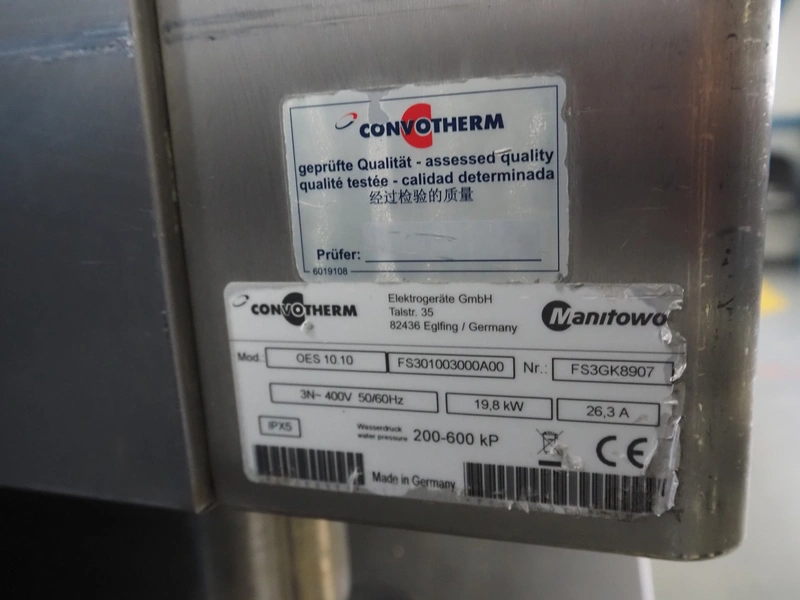 CONVOTHERM
geprüfte Qualität - assessed quality
qualité testée - calidad determinada
经过检验的质量
Prüfer:
6019108
CONVOTHERM
Elektrogeräte GmbH
Talstr. 35
82436 Eglfing / Germany
Manitowo
Mod.: OES 10.10 FS301003000A00 Nr.: FS3GK8907
3N~ 400V 50/60Hz 19,8 kW 26,3 A
IPX5
Wasserdruck
water pressure 200-600 kP
CE
Made in Germany